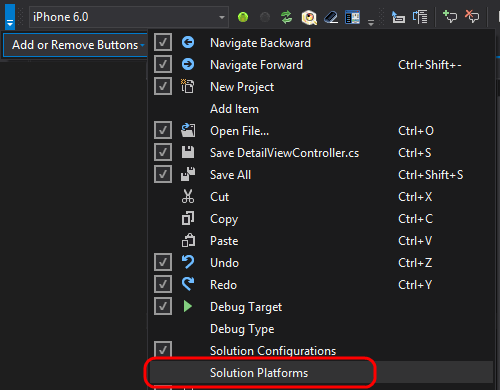 iPhone 6.0
Add or Remove Buttons
Navigate Backward
Navigate Forward Ctrl+Shift+-
New Project
Add Item
Open File... Ctrl+O
Save DetailViewController.cs Ctrl+S
Save All Ctrl+Shift+S
Cut Ctrl+X
Copy Ctrl+C
Paste Ctrl+V
Undo Ctrl+Z
Redo Ctrl+Y
Debug Target
Debug Type
Solution Configurations
Solution Platforms